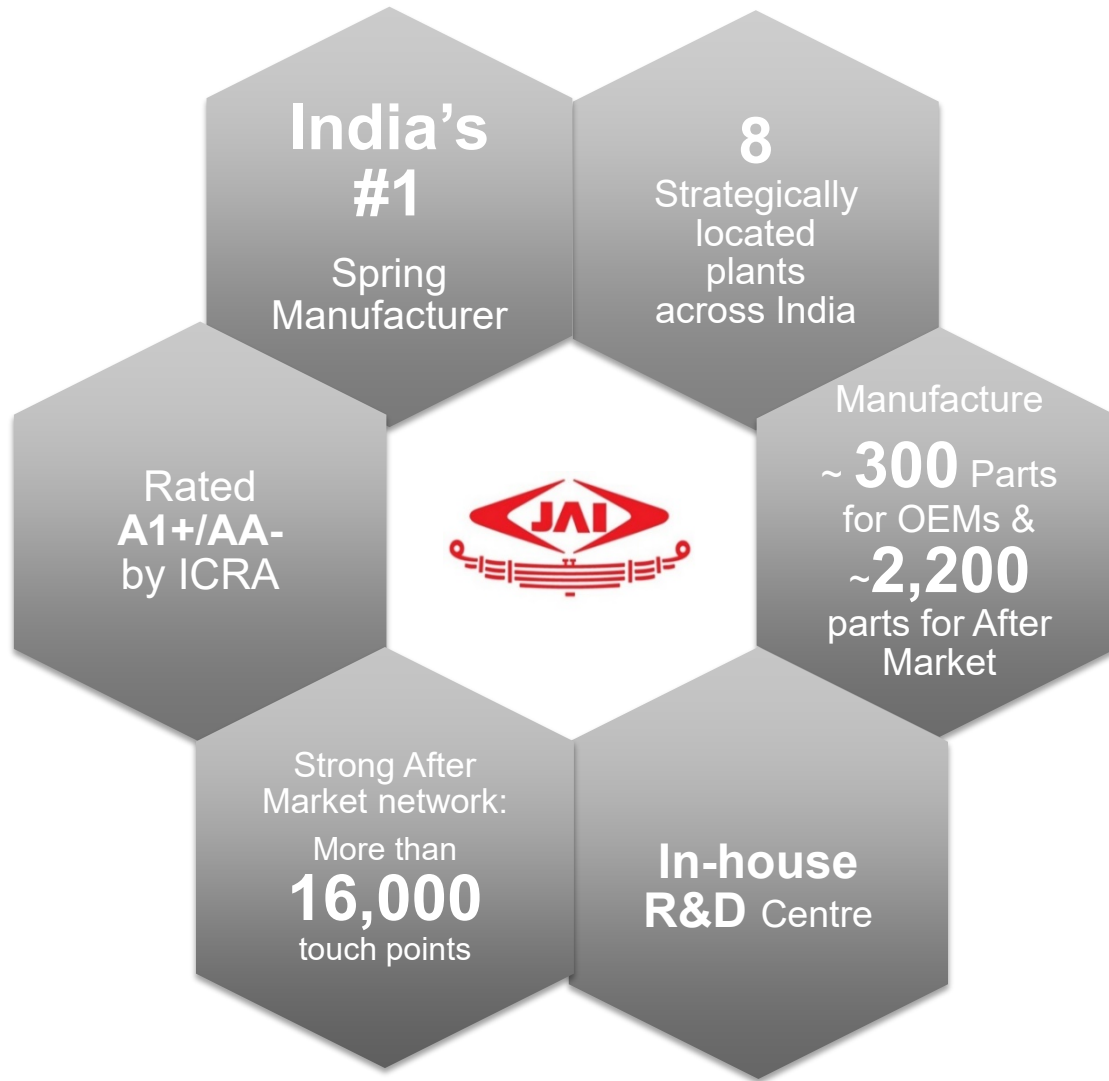 India’s
#1
Spring
Manufacturer
8
Strategically
located
plants
across India
Rated
A1+/AA-
by ICRA
JAI
Manufacture
~ 300 Parts
for OEMs &
~2,200
parts for After
Market
Strong After
Market network:
More than
16,000
touch points
In-house
R&D Centre